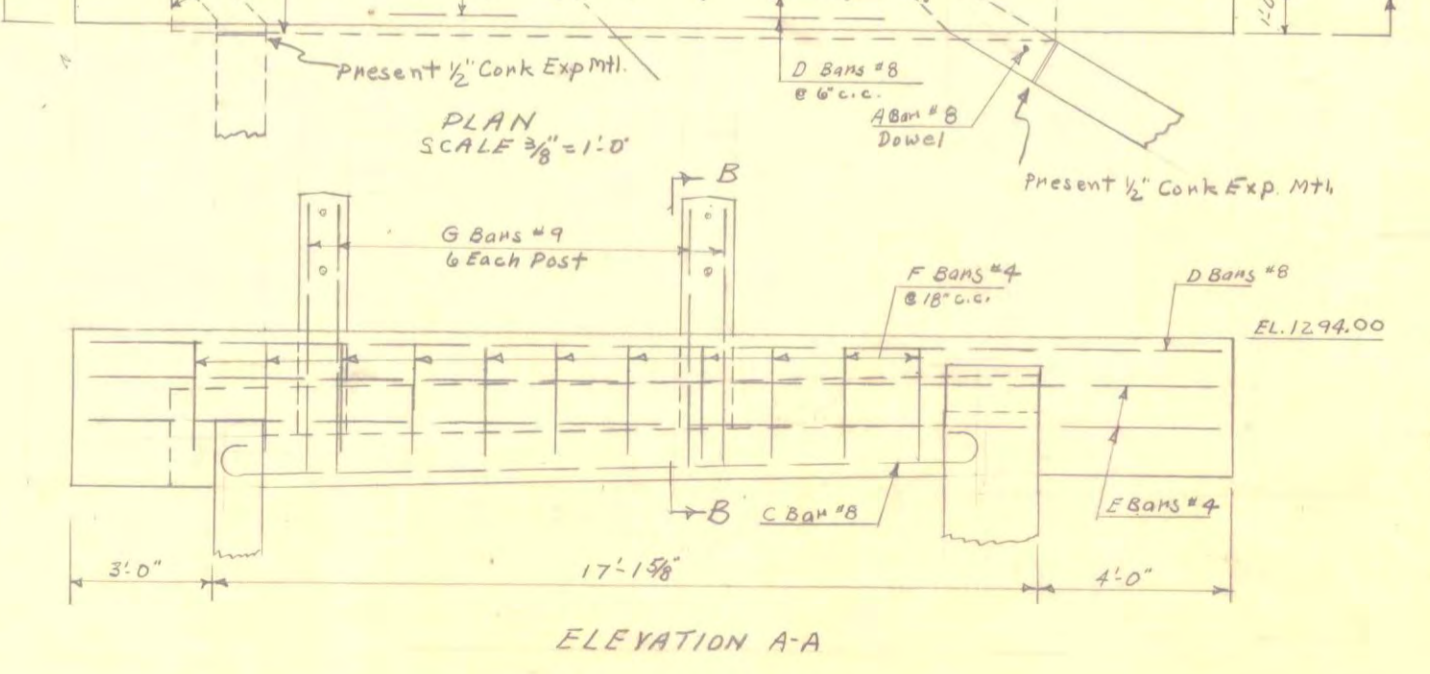 1'-0
Present 1/2" Cork Exp Mtl.
D Bars #8
@ 6" c.c.
A Bar #8
Dowel
PLAN
SCALE 3/8" = 1'-0"
Present 1/2" Cork Exp. Mtl.
B
G Bars #9
6 Each Post
F Bars #4
@ 18" c.c.
D Bars #8
EL. 1294.00
B
C Bar #8
E Bars #4
3'-0"
17'-1 5/8"
4'-0"
ELEVATION A-A